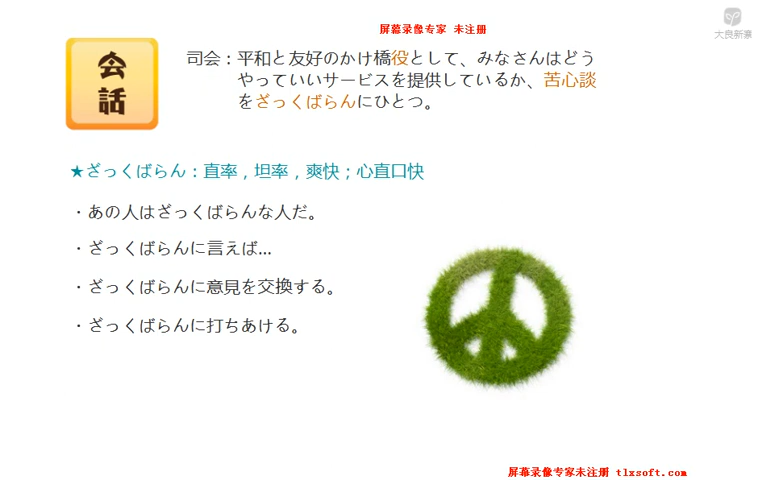 屏幕录像专家 未注册
会
話
司会：平和と友好のかけ橋役として、みなさんはどう
やっていいサービスを提供しているか、苦心談
をざっくばらんにひとつ。
★ざっくばらん：直率，坦率，爽快；心直口快
・あの人はざっくばらんな人だ。
・ざっくばらんに言えば…
・ざっくばらんに意見を交換する。
・ざっくばらんに打ちあける。
屏幕录像专家未注册 tlxsoft.com